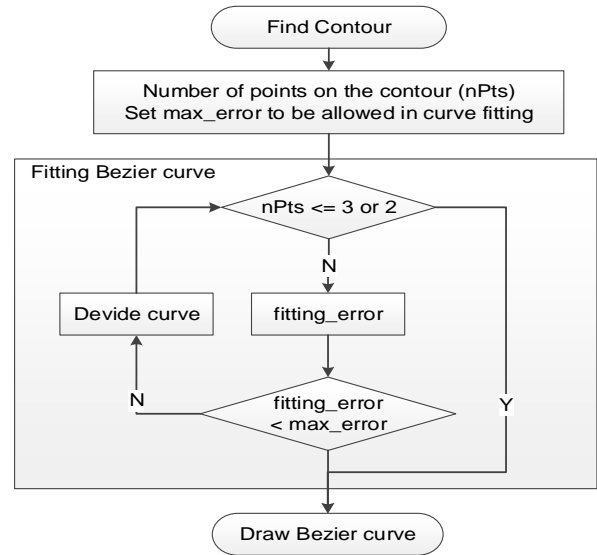 Find Contour
Number of points on the contour (nPts)
Set max_error to be allowed in curve fitting
Fitting Bezier curve
nPts <= 3 or 2
N
Devide curve
fitting_error
N
fitting_error
< max_error
Y
Draw Bezier curve